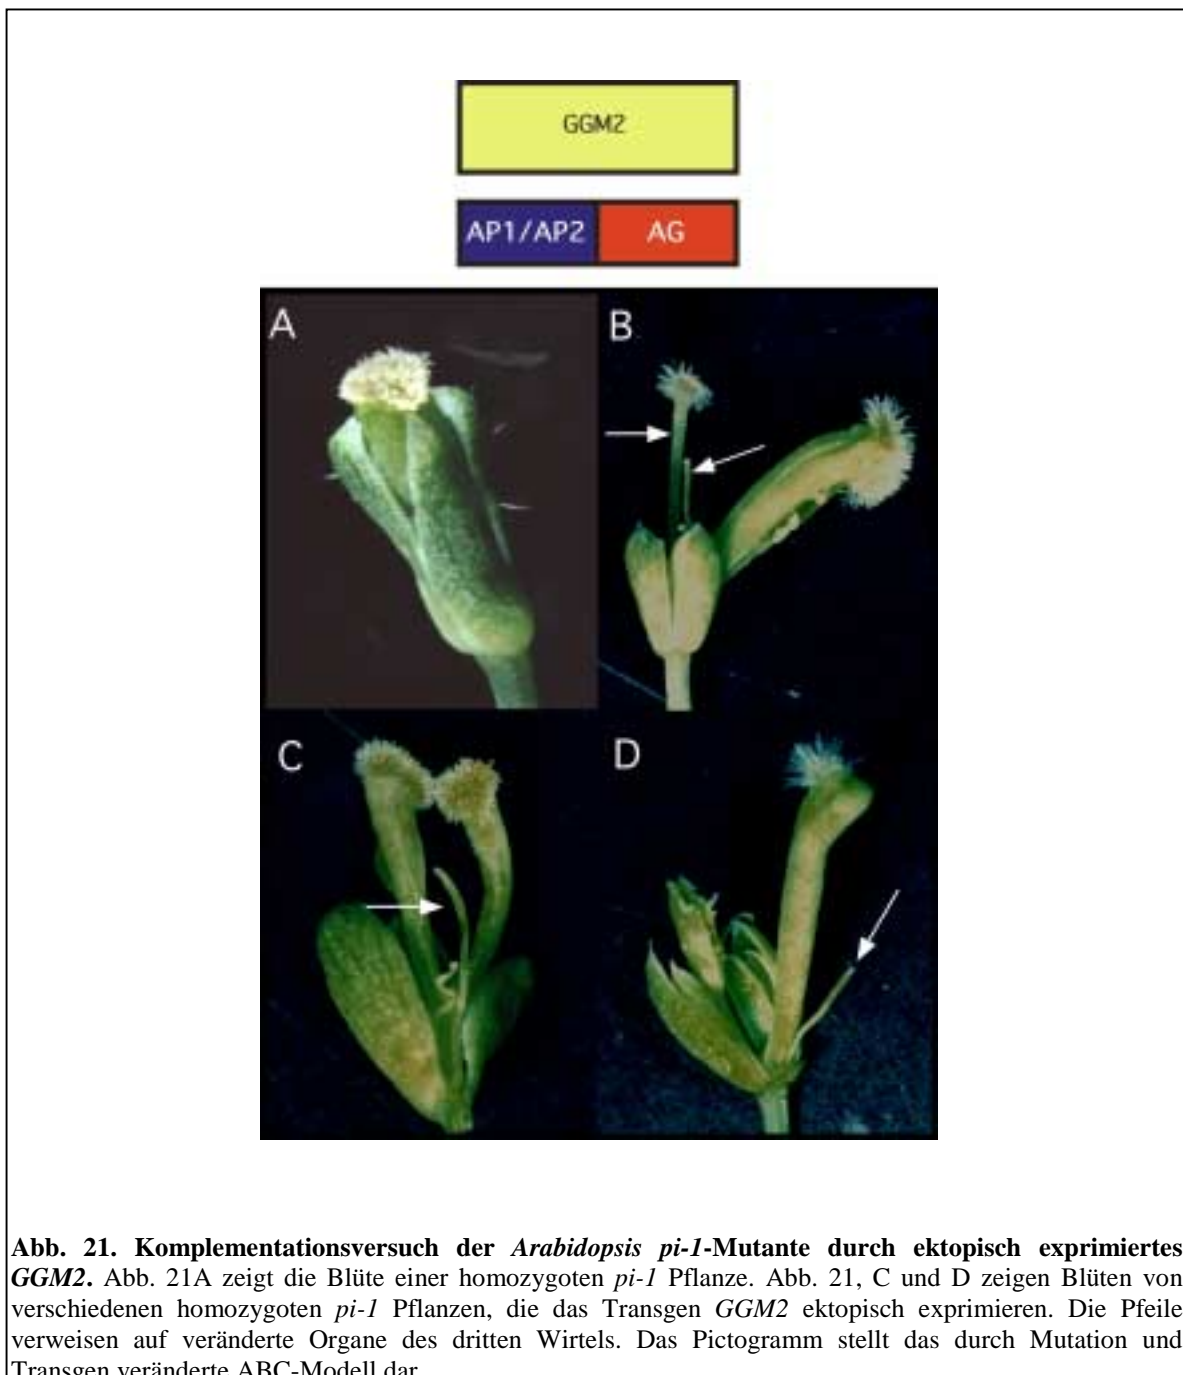 GGM2
AP1/AP2 AG
A
B
C
D
Abb. 21. Komplementationsversuch der Arabidopsis pi-1-Mutante durch ektopisch exprimiertes
GGM2. Abb. 21A zeigt die Blüte einer homozygoten pi-1 Pflanze. Abb. 21, C und D zeigen Blüten von
verschiedenen homozygoten pi-1 Pflanzen, die das Transgen GGM2 ektopisch exprimieren. Die Pfeile
verweisen auf veränderte Organe des dritten Wirtels. Das Pictogramm stellt das durch Mutation und
Transgen veränderte ABC-Modell dar.